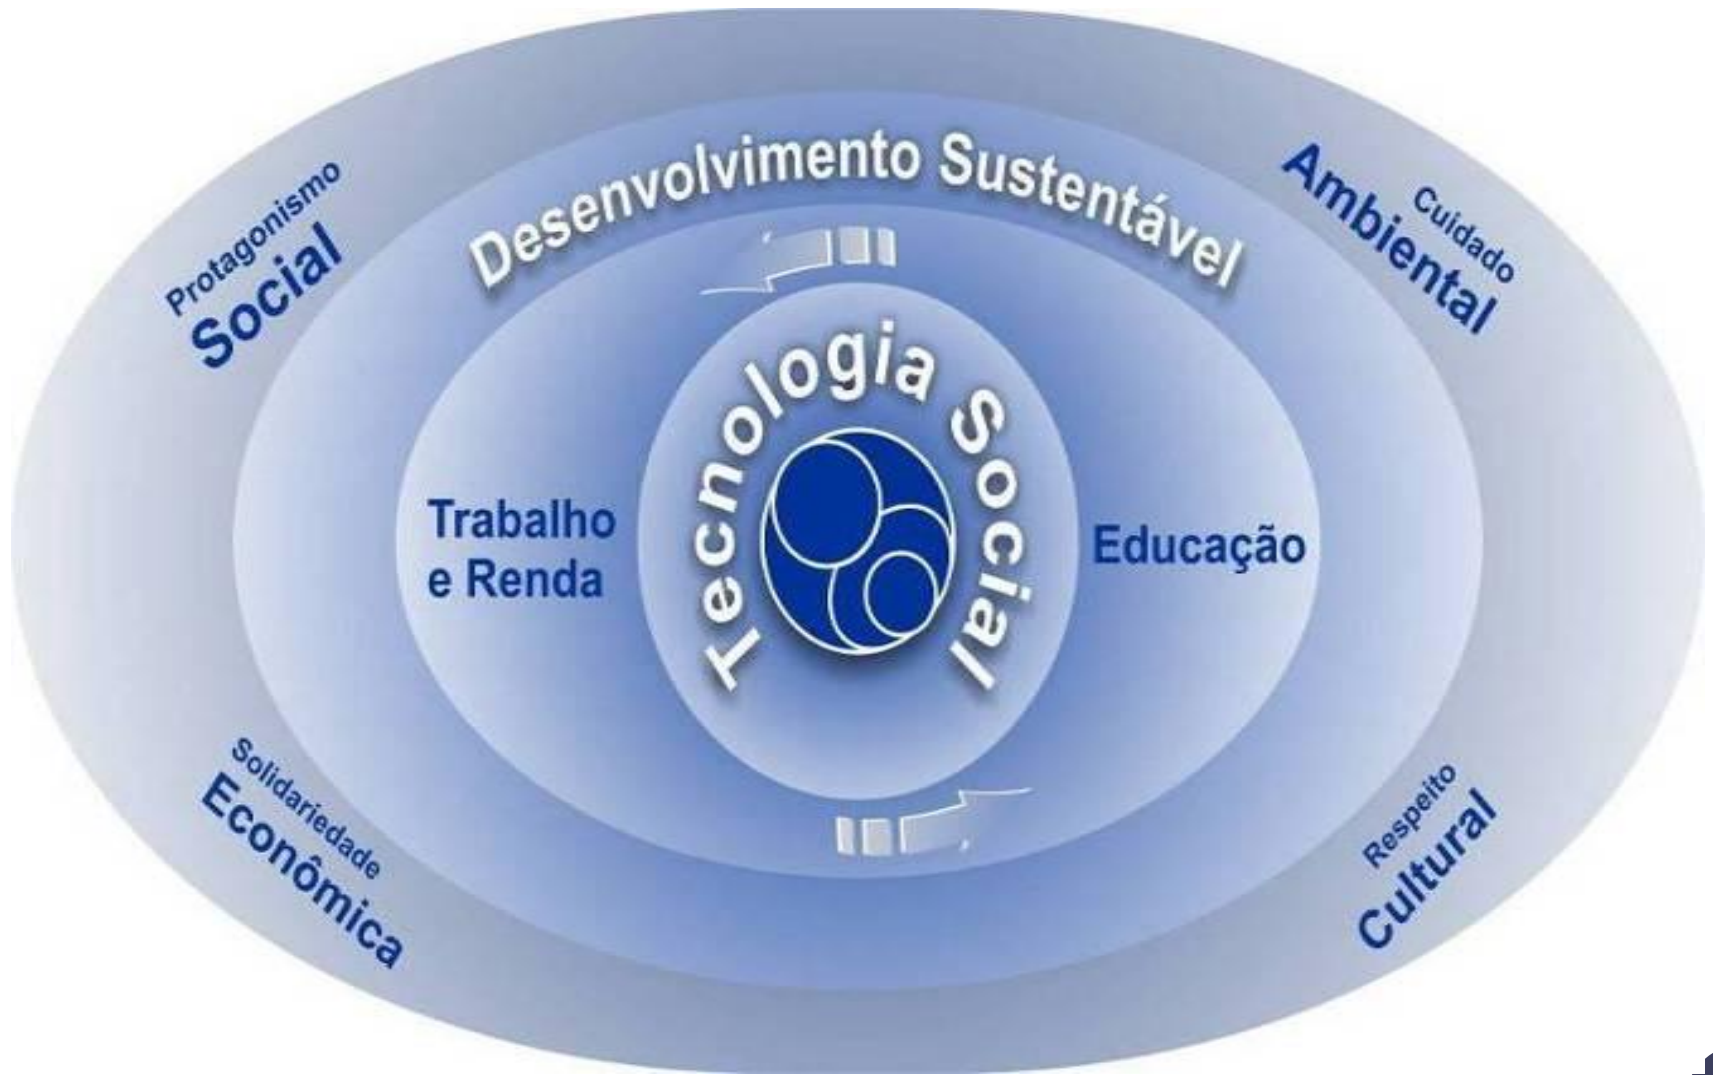 Desenvolvimento Sustentável
Protagonismo
Social
Cuidado
Ambiental
Tecnologia Social
Trabalho
e Renda
Educação
Solidariedade
Econômica
Respeito
Cultural